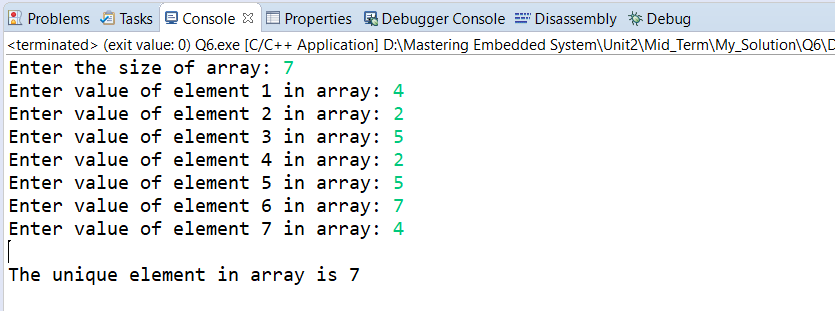 Problems Tasks Console Properties Debugger Console Disassembly Debug
<terminated> (exit value: 0) Q6.exe [C/C++ Application] D:\Mastering Embedded System\Unit2\Mid_Term\My_Solution\Q6\D
Enter the size of array: 7
Enter value of element 1 in array: 4
Enter value of element 2 in array: 2
Enter value of element 3 in array: 5
Enter value of element 4 in array: 2
Enter value of element 5 in array: 5
Enter value of element 6 in array: 7
Enter value of element 7 in array: 4
The unique element in array is 7